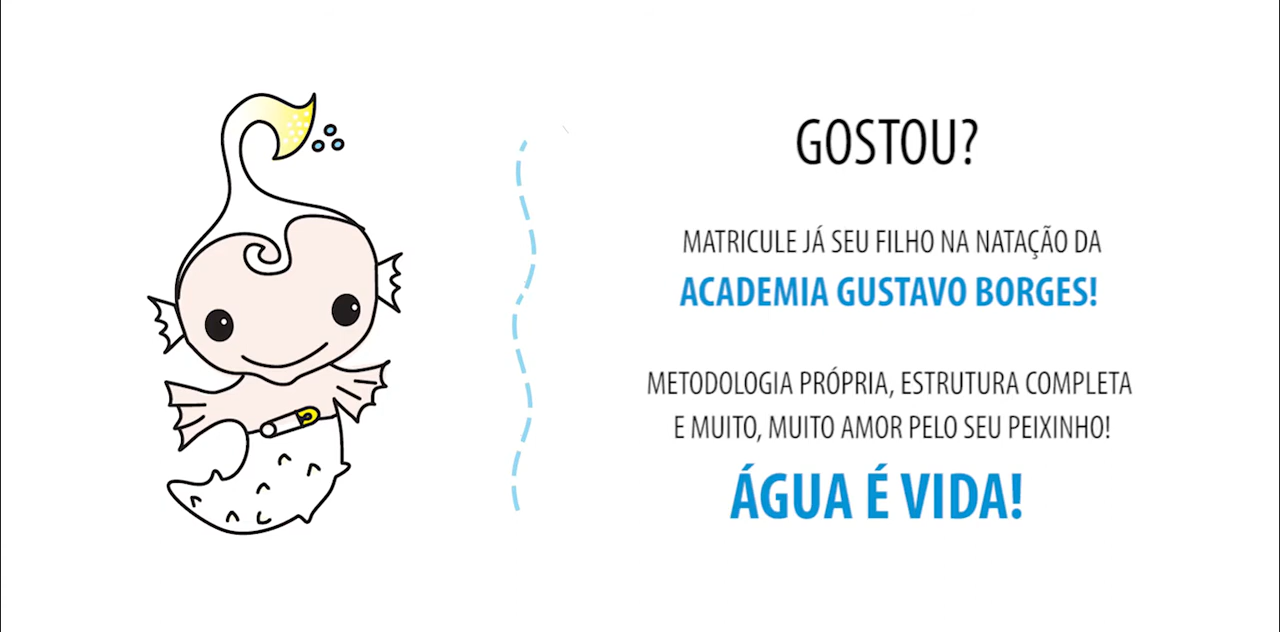 GOSTOU?
MATRICULE JÁ SEU FILHO NA NATAÇÃO DA
ACADEMIA GUSTAVO BORGES!
METODOLOGIA PRÓPRIA, ESTRUTURA COMPLETA
E MUITO, MUITO AMOR PELO SEU PEIXINHO!
ÁGUA É VIDA!